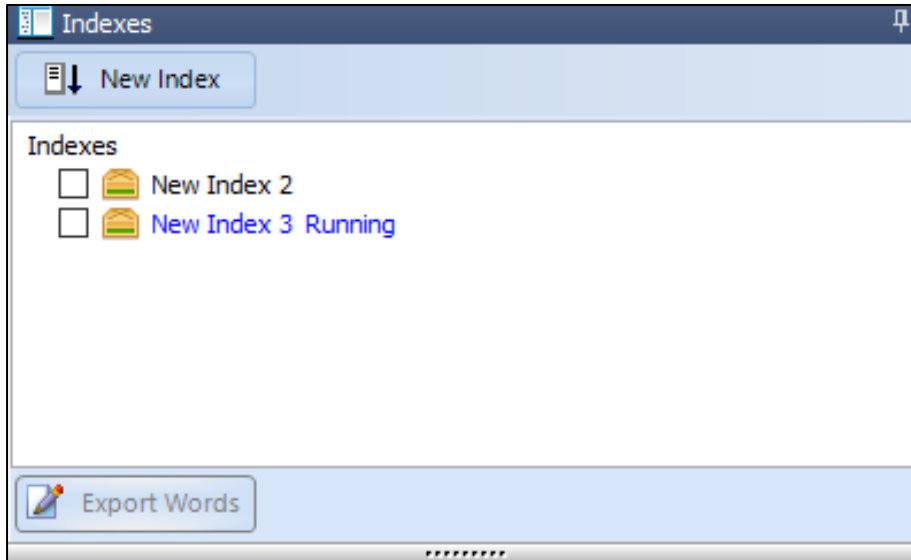 Indexes
New Index
Indexes
New Index 2
New Index 3 Running
Export Words